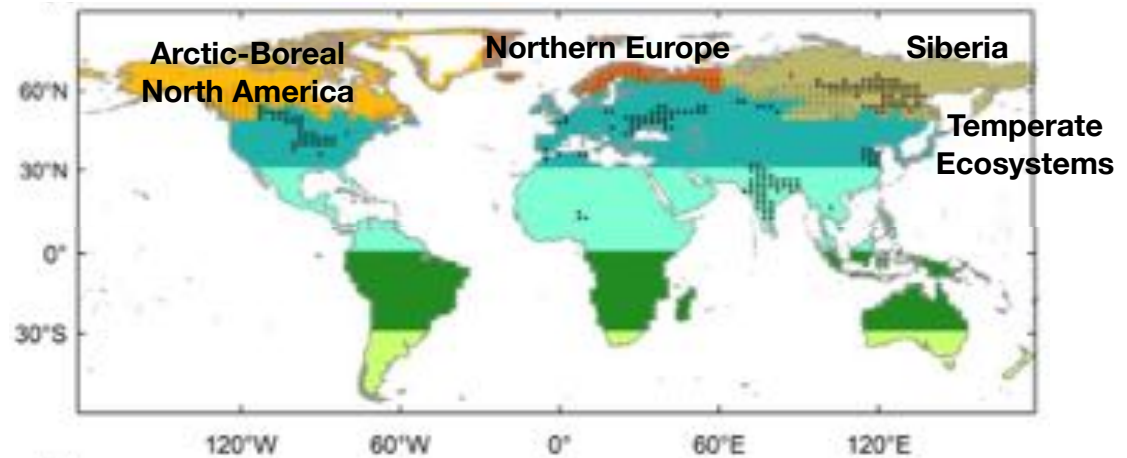 Arctic-Boreal
North America
Northern Europe
Siberia
Temperate
Ecosystems
60°N
30°N
0°
30°S
120°W
60°W
0°
60°E
120°E